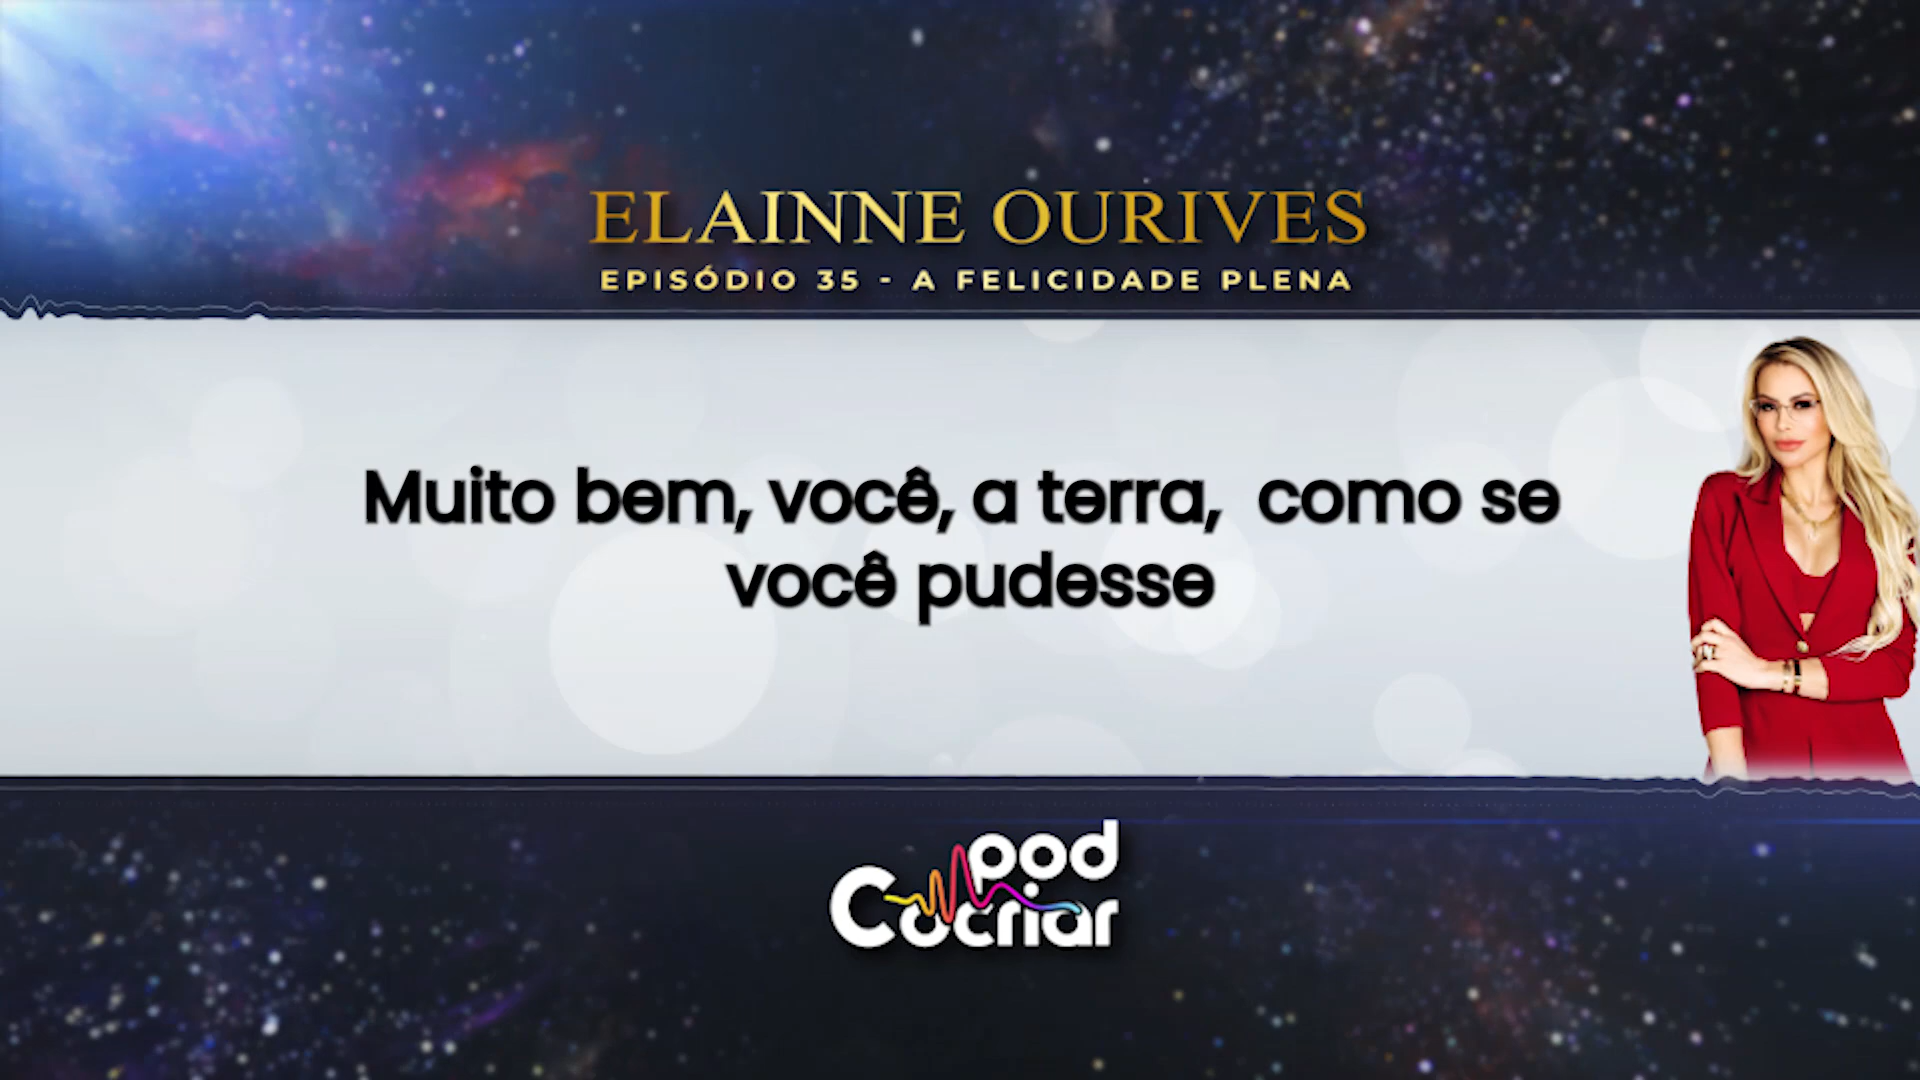 ELAINNE OURIVES
EPISÓDIO 35 - A FELICIDADE PLENA
Muito bem, você, a terra, como se
você pudesse
pod
Cocriar